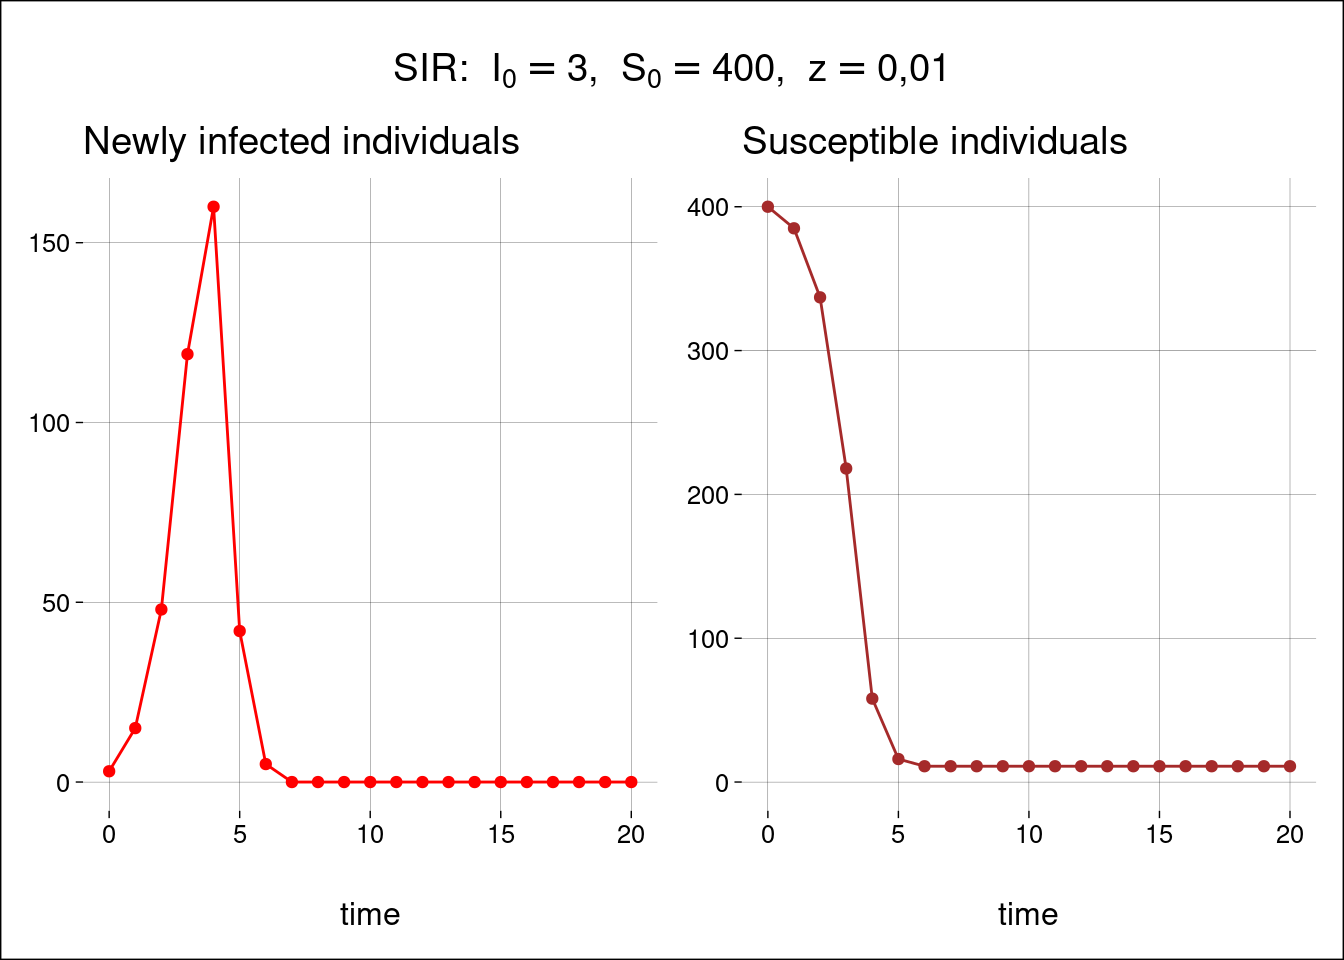 SIR: I₀ = 3, S₀ = 400, z = 0,01
Newly infected individuals
150
100
50
0
0 5 10 15 20
time
Susceptible individuals
400
300
200
100
0
0 5 10 15 20
time